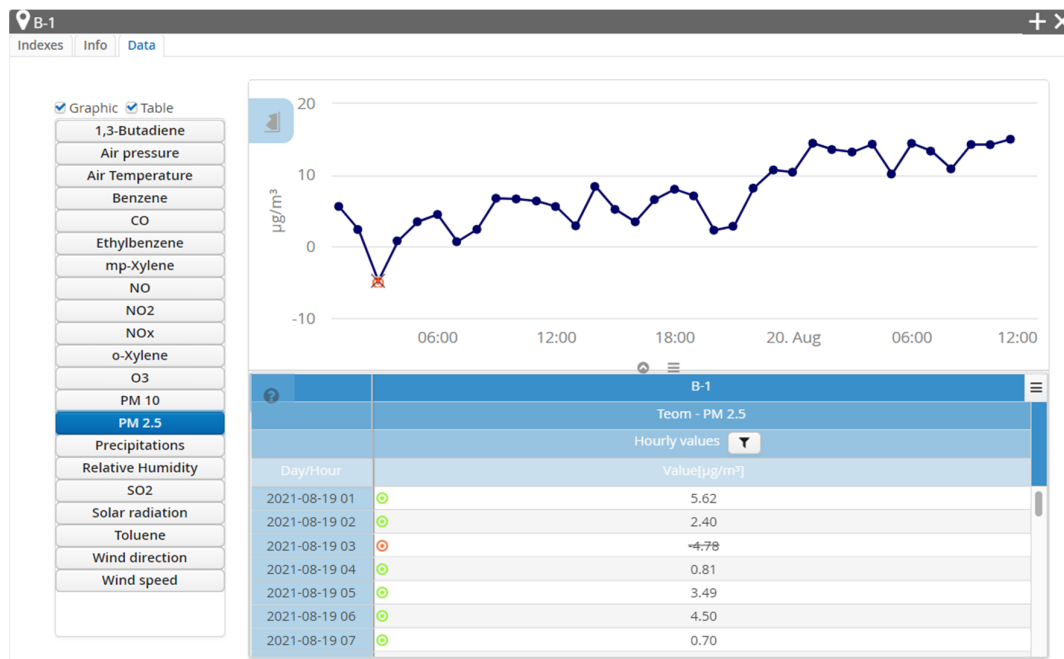 B-1
Indexes Info Data
Graphic Table
1,3-Butadiene
Air pressure
Air Temperature
Benzene
CO
Ethylbenzene
mp-Xylene
NO
NO2
NOx
o-Xylene
O3
PM 10
PM 2.5
Precipitations
Relative Humidity
SO2
Solar radiation
Toluene
Wind direction
Wind speed
20
10
0
-10
µg/m³
06:00 12:00 18:00 20. Aug 06:00 12:00
B-1
Teom - PM 2.5
Hourly values
Day/Hour Value[µg/m³]
2021-08-19 01 5.62
2021-08-19 02 2.40
2021-08-19 03 -4.78
2021-08-19 04 0.81
2021-08-19 05 3.49
2021-08-19 06 4.50
2021-08-19 07 0.70